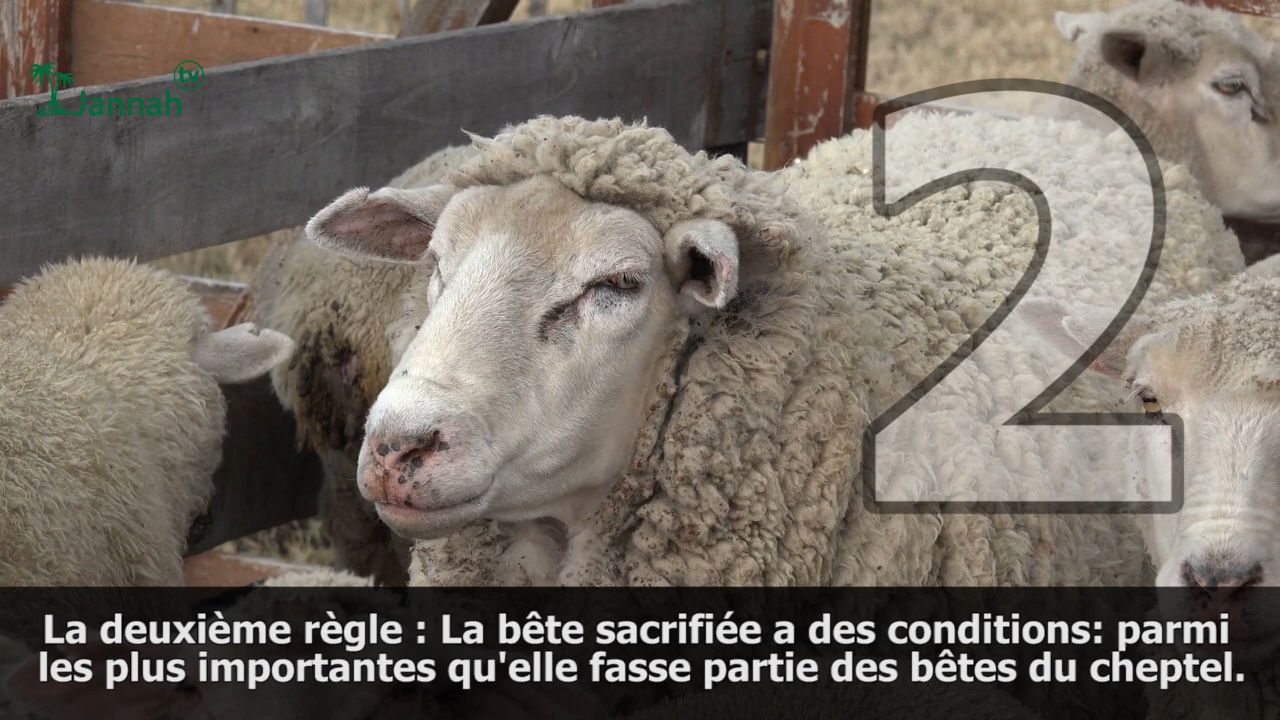 Jannah tv
2
La deuxième règle : La bête sacrifiée a des conditions: parmi
les plus importantes qu'elle fasse partie des bêtes du cheptel.